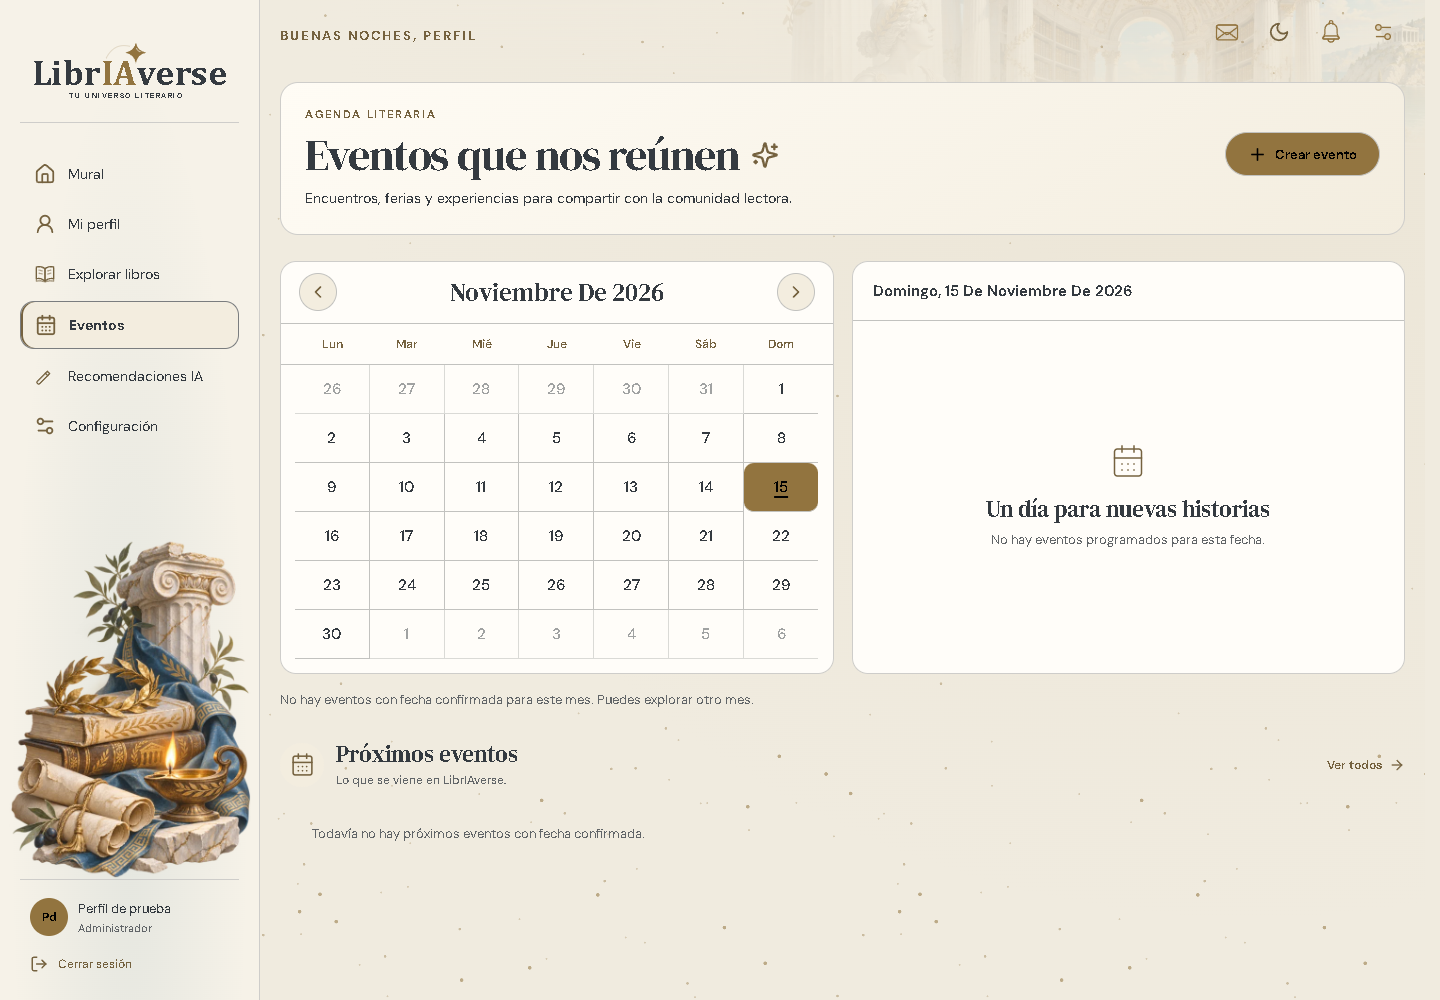 LibrIAverse
TU UNIVERSO LITERARIO
Mural
Mi perfil
Explorar libros
Eventos
Recomendaciones IA
Configuración
Pd
Perfil de prueba
Administrador
Cerrar sesión
BUENAS NOCHES, PERFIL
AGENDA LITERARIA
Eventos que nos reúnen
Encuentros, ferias y experiencias para compartir con la comunidad lectora.
Crear evento
Noviembre De 2026
Lun Mar Mié Jue Vie Sáb Dom
26 27 28 29 30 31 1
2 3 4 5 6 7 8
9 10 11 12 13 14 15
16 17 18 19 20 21 22
23 24 25 26 27 28 29
30 1 2 3 4 5 6
Domingo, 15 De Noviembre De 2026
Un día para nuevas historias
No hay eventos programados para esta fecha.
No hay eventos con fecha confirmada para este mes. Puedes explorar otro mes.
Próximos eventos
Lo que se viene en LibrIAverse.
Ver todos
Todavía no hay próximos eventos con fecha confirmada.